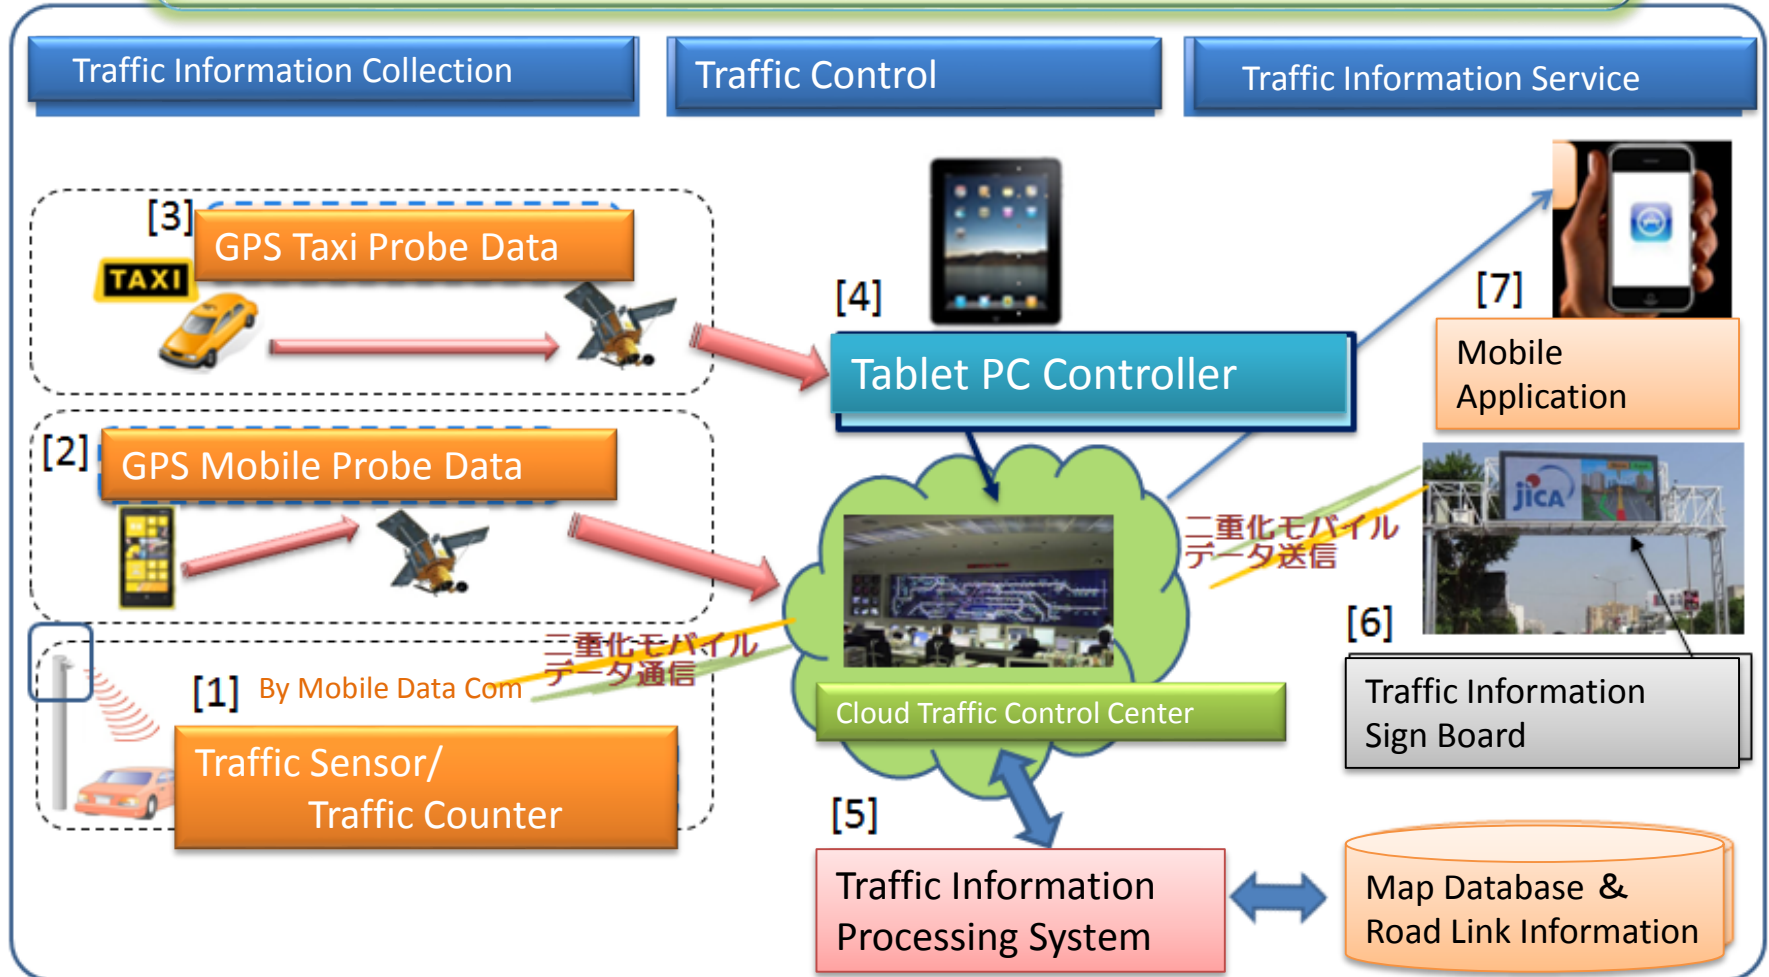 Traffic Information Collection
Traffic Control
Traffic Information Service
[3]
GPS Taxi Probe Data
TAXI
[4]
Tablet PC Controller
[7]
Mobile
Application
[2]
GPS Mobile Probe Data
二重化モバイル
データ送信
jICA
[6]
Traffic Information
Sign Board
二重化モバイル
データ通信
[1]
By Mobile Data Com
Traffic Sensor/
Traffic Counter
Cloud Traffic Control Center
[5]
Traffic Information
Processing System
Map Database &
Road Link Information